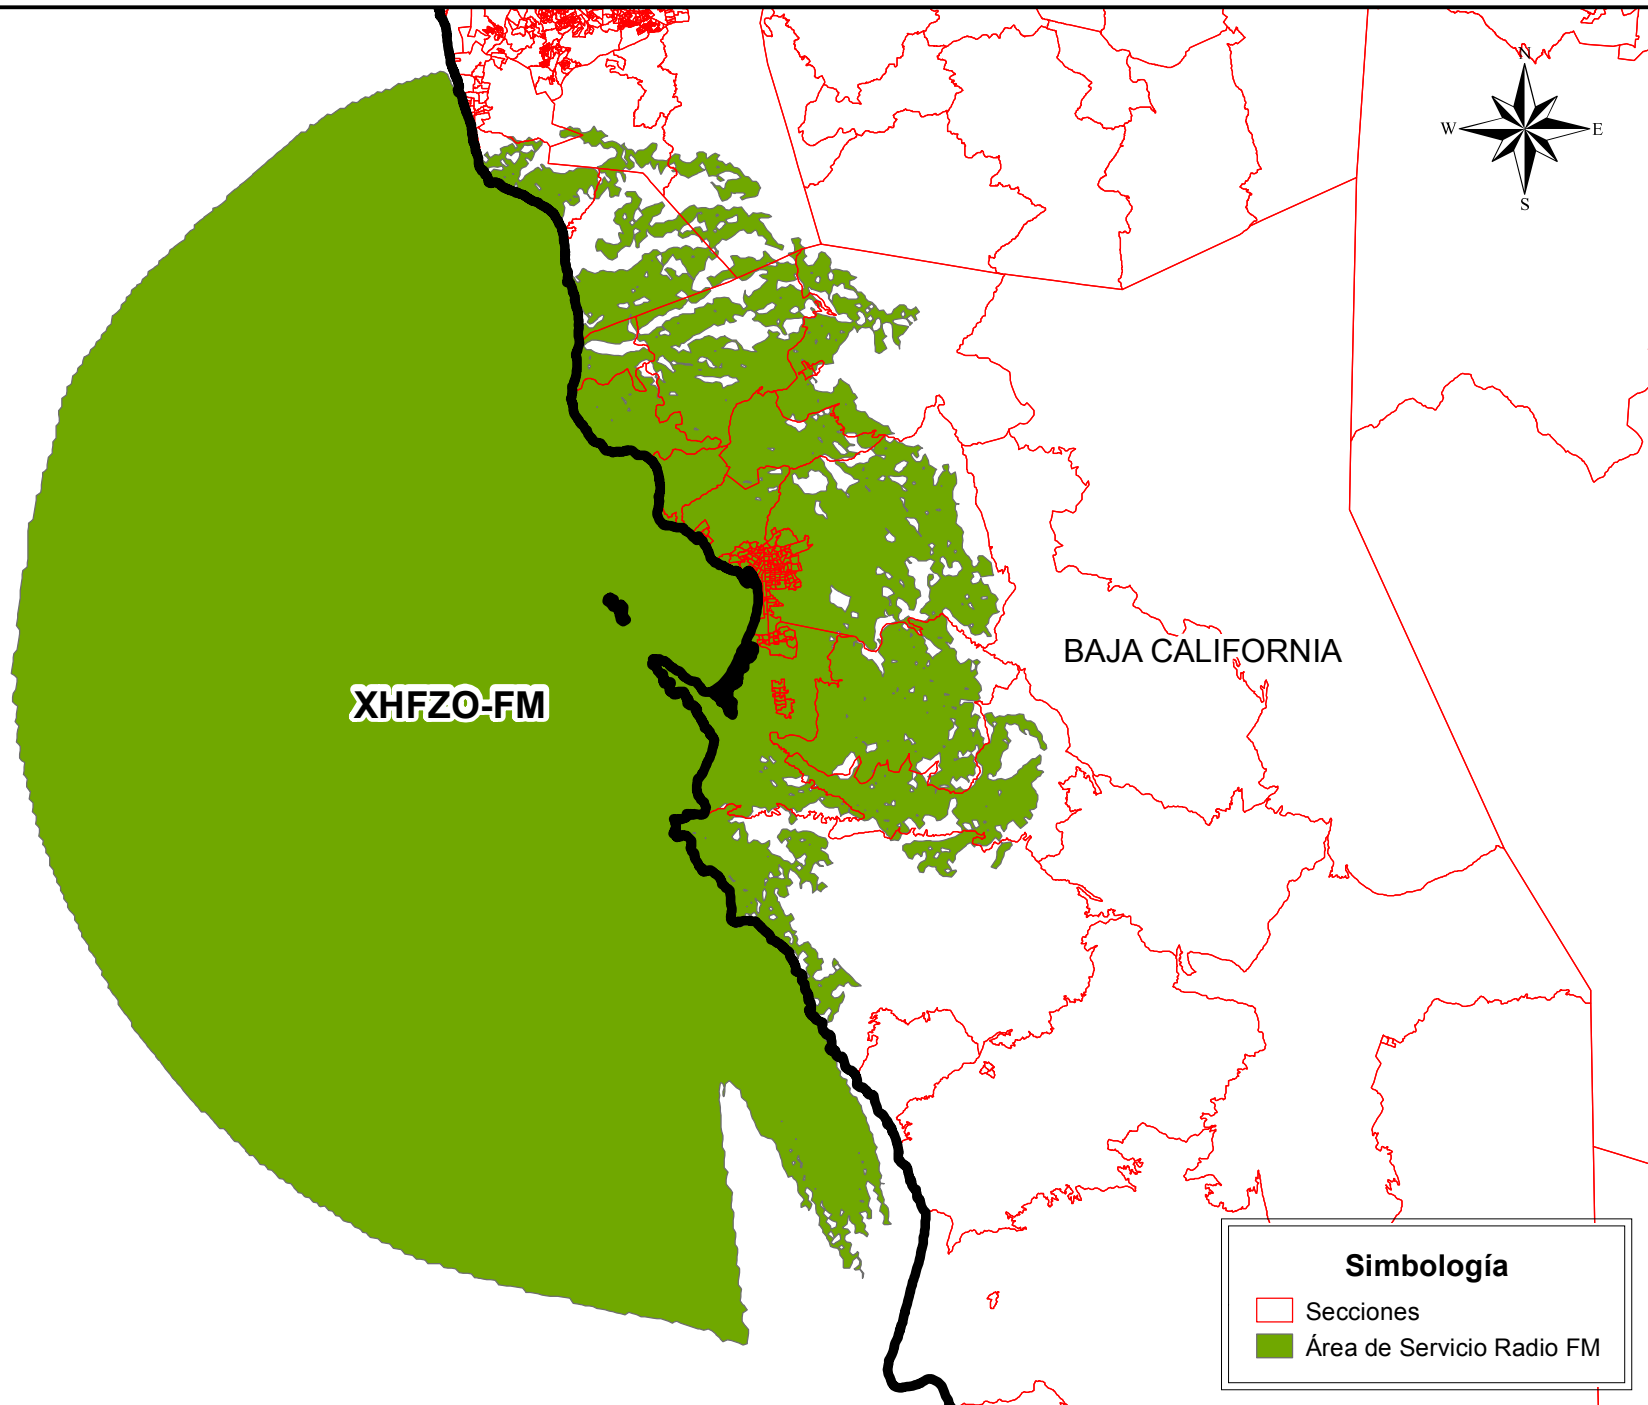 N
W E
S
BAJA CALIFORNIA
XHFZO-FM
Simbología
Secciones
Área de Servicio Radio FM